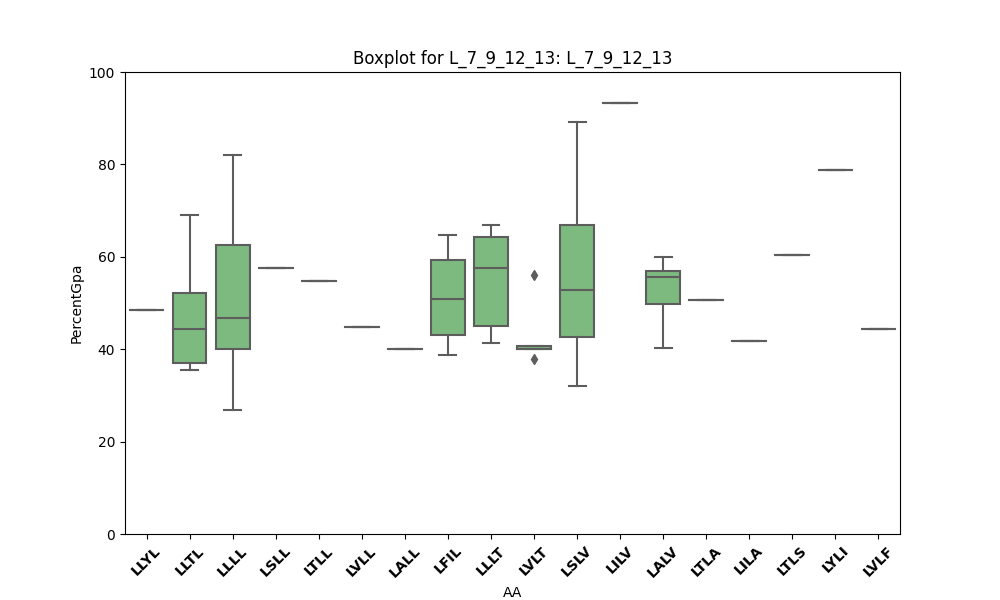 Boxplot for L_7_9_12_13: L_7_9_12_13
100
80
60
40
20
0
PercentGpa
LLYL
LLTL
LLLL
LSLL
LTLL
LVLL
LALL
LFIL
LLLT
LVLT
LSLV
LILV
LALV
LTLA
LILA
LTLS
LYLI
LVLF
AA